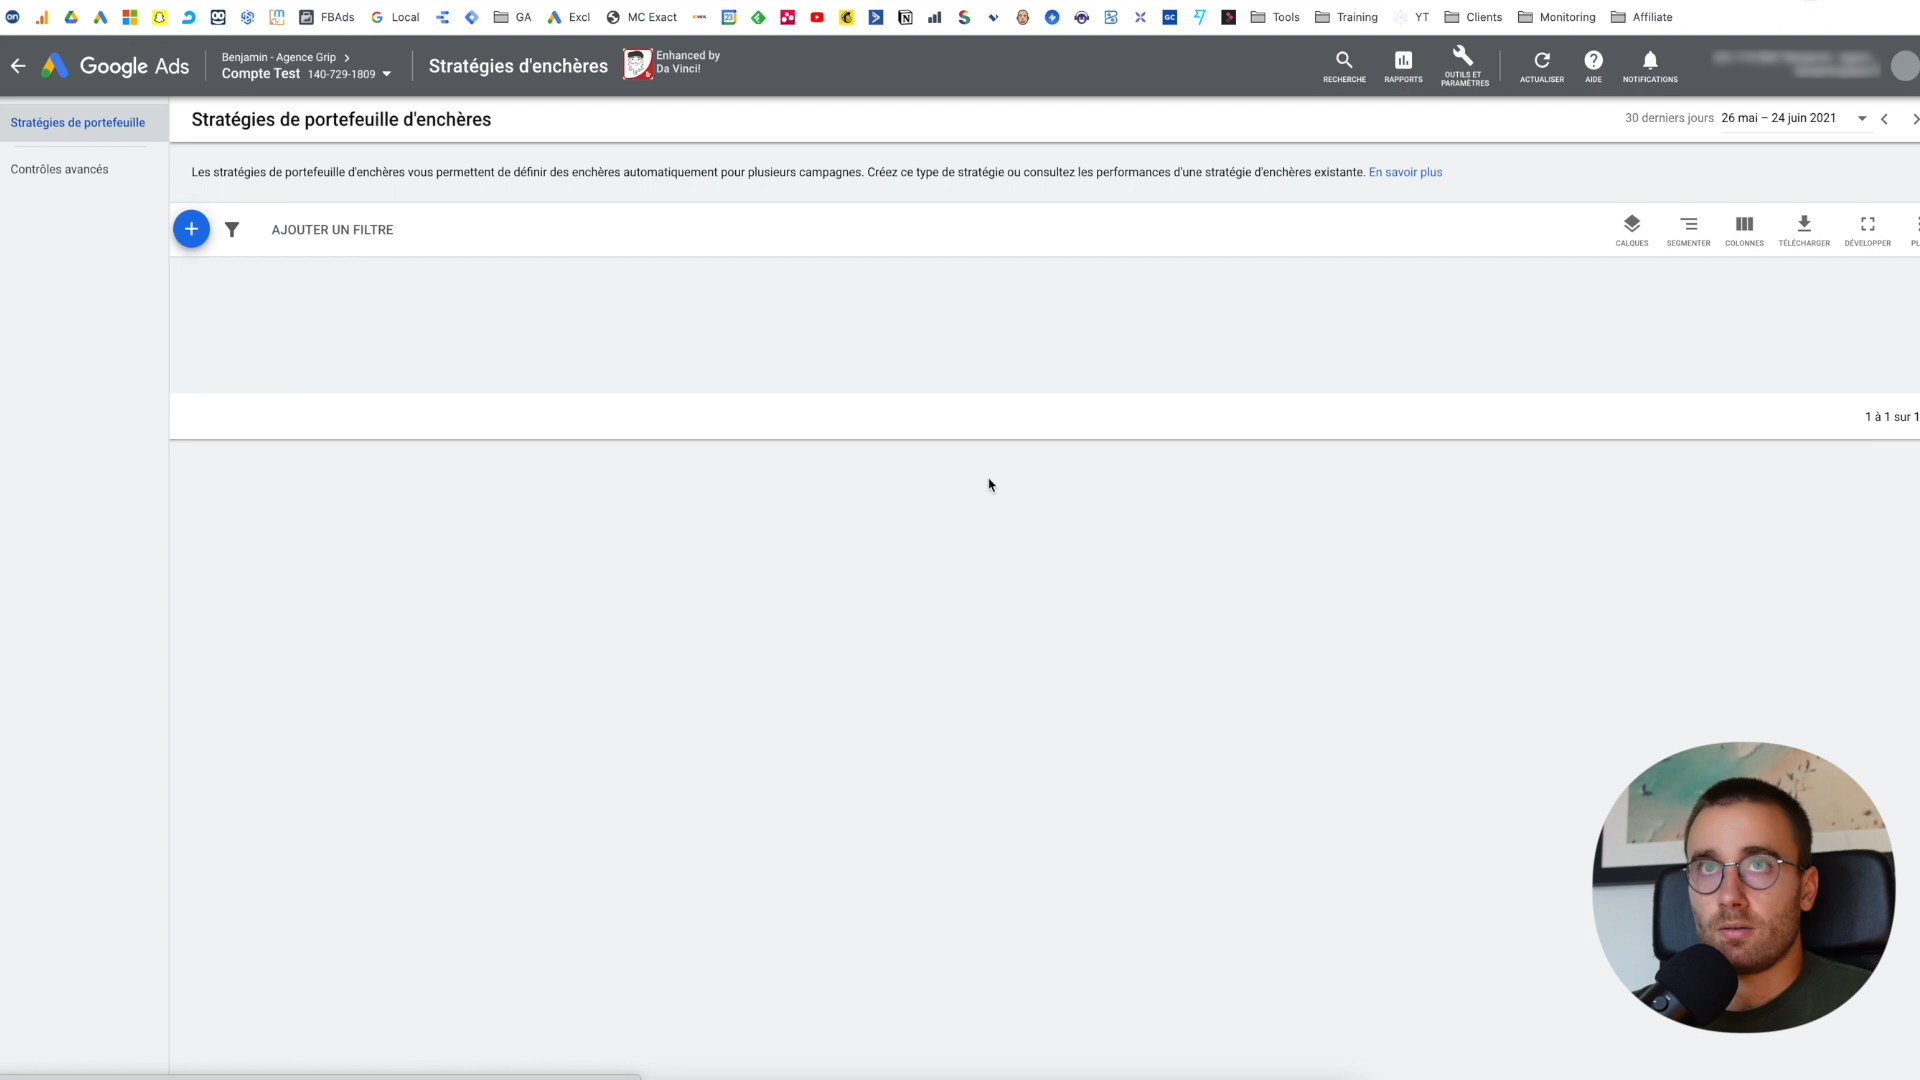 FBAds Local GA Excl MC Exact Tools Training YT Clients Monitoring Affiliate
Google Ads
Benjamin - Agence Grip
Compte Test 140-729-1809
Stratégies d'enchères
Enhanced by
Da Vinci!
RECHERCHE
RAPPORTS
OUTILS ET
PARAMÈTRES
ACTUALISER
AIDE
NOTIFICATIONS
Stratégies de portefeuille
Contrôles avancés
Stratégies de portefeuille d'enchères
30 derniers jours 26 mai – 24 juin 2021
Les stratégies de portefeuille d'enchères vous permettent de définir des enchères automatiquement pour plusieurs campagnes. Créez ce type de stratégie ou consultez les performances d'une stratégie d'enchères existante. En savoir plus
AJOUTER UN FILTRE
CALQUES
SEGMENTER
COLONNES
TÉLÉCHARGER
DÉVELOPPER
1 à 1 sur 1